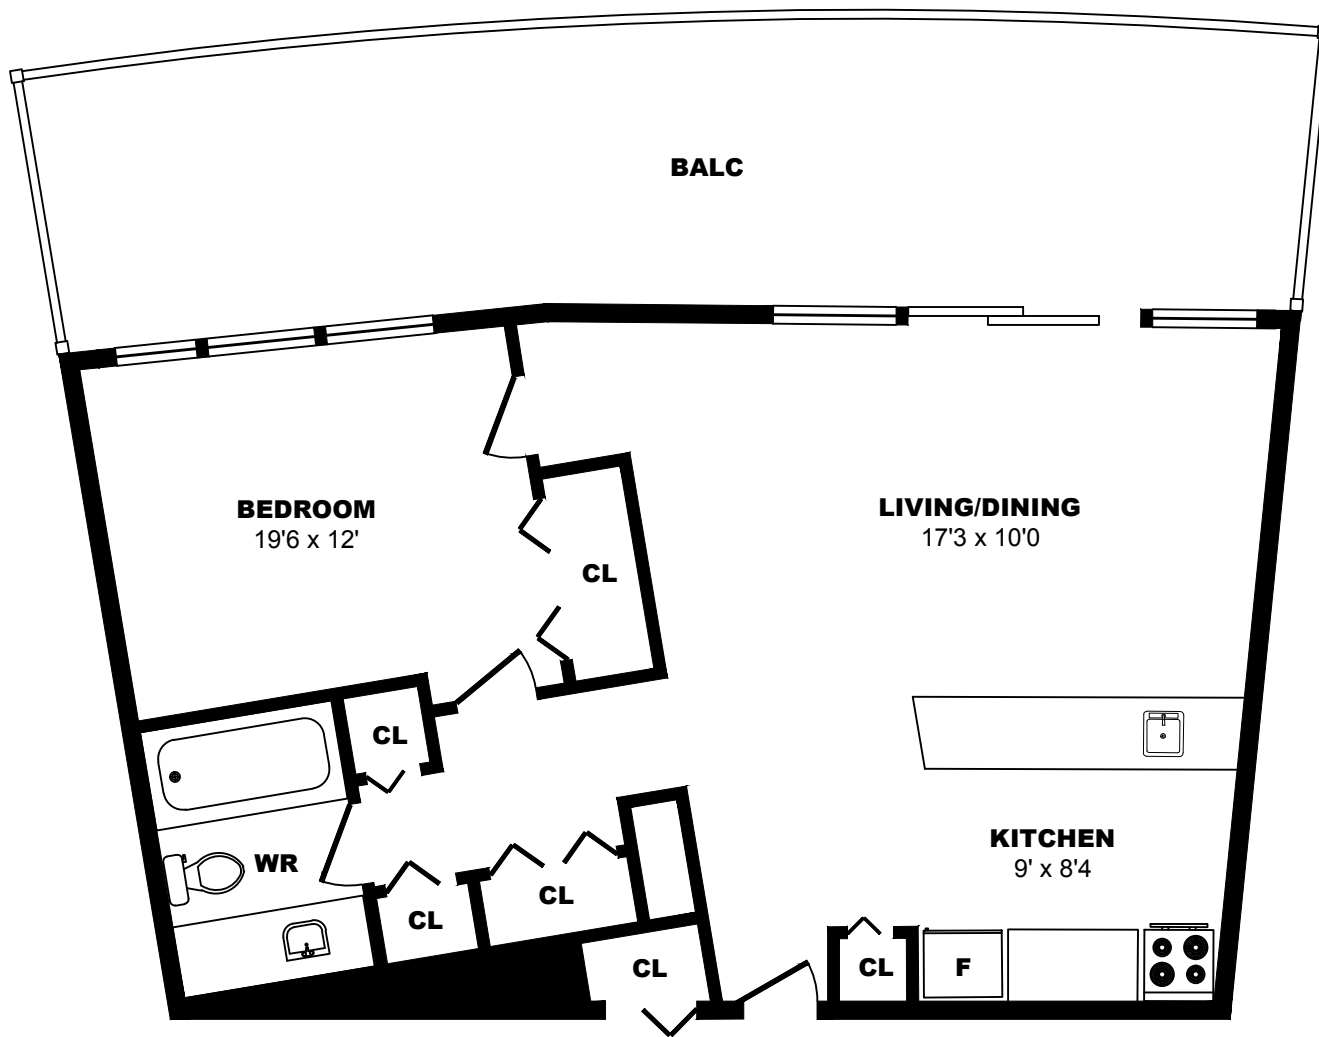 BALC
BEDROOM
19'6 x 12'
LIVING/DINING
17'3 x 10'0
CL
CL
KITCHEN
9' x 8'4
WR
CL
CL
CL
CL
F